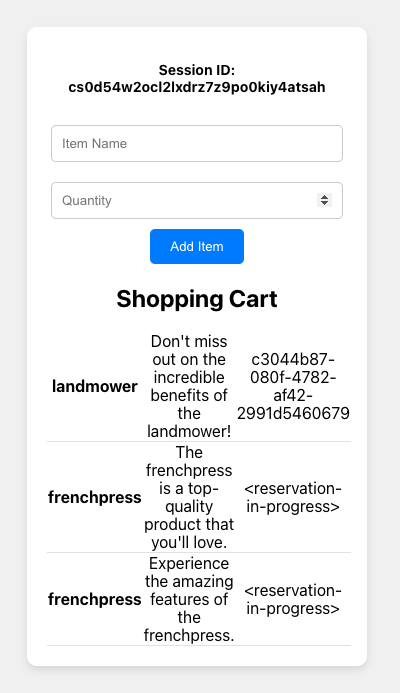 Session ID:
cs0d54w2ocl2lxdrz7z9po0kiy4atsah
Item Name
Quantity
Add Item
Shopping Cart
landmower
Don't miss
out on the
incredible
benefits of
the
landmower!
c3044b87-
080f-4782-
af42-
2991d5460679
frenchpress
The
frenchpress
is a top-
quality
product that
you'll love.
<reservation-
in-progress>
frenchpress
Experience
the amazing
features of
the
frenchpress.
<reservation-
in-progress>